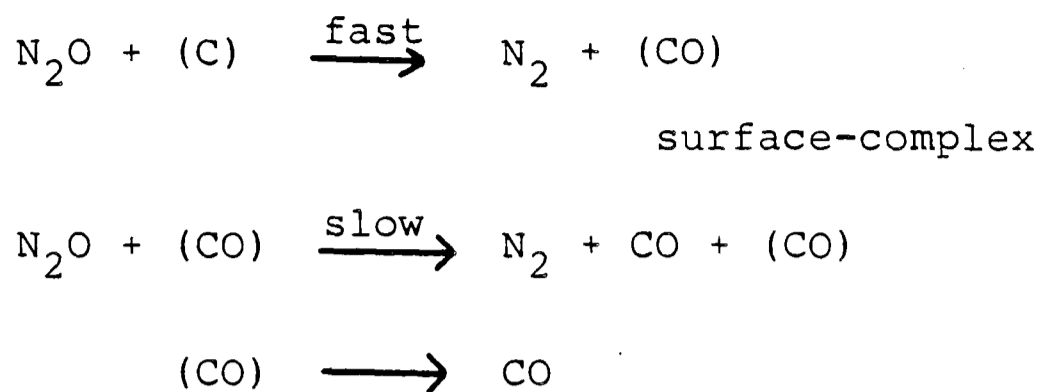 N₂O + (C) fast → N₂ + (CO)
surface-complex
N₂O + (CO) slow → N₂ + CO + (CO)
(CO) → CO